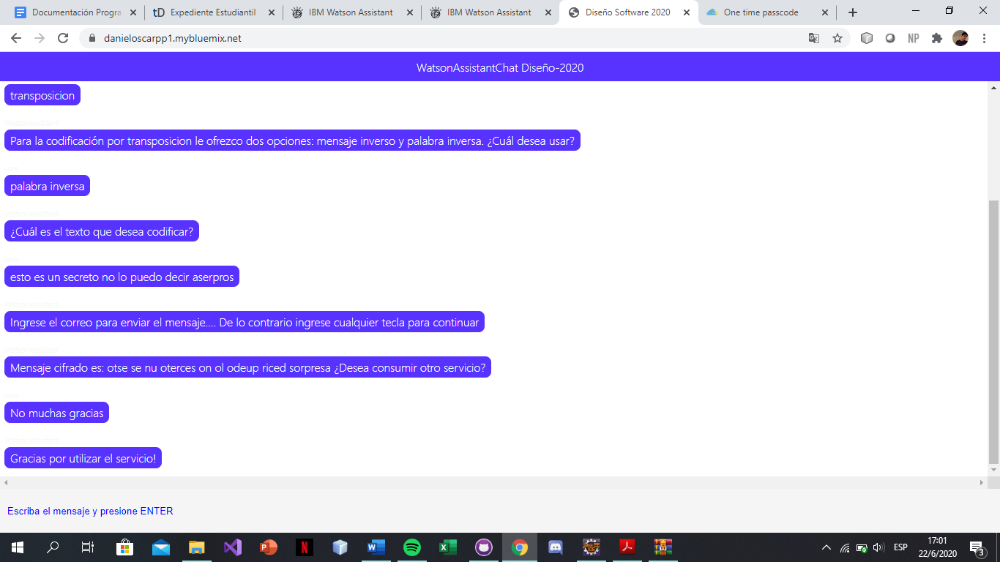 Documentación Progra
Expediente Estudiantil
IBM Watson Assistant
IBM Watson Assistant
Diseño Software 2020
One time passcode
danieloscarpp1.mybluemix.net
NP
WatsonAssistantChat Diseño-2020
transposicion
WatsonAssistant
Para la codificación por transposicion le ofrezco dos opciones: mensaje inverso y palabra inversa. ¿Cuál desea usar?
palabra inversa
WatsonAssistant
¿Cuál es el texto que desea codificar?
esto es un secreto no lo puedo decir aserpros
WatsonAssistant
Ingrese el correo para enviar el mensaje.... De lo contrario ingrese cualquier tecla para continuar
WatsonAssistant
Mensaje cifrado es: otse se nu oterces on ol odeup riced sorpresa ¿Desea consumir otro servicio?
No muchas gracias
WatsonAssistant
Gracias por utilizar el servicio!
Escriba el mensaje y presione ENTER
ESP
17:01
22/6/2020
3